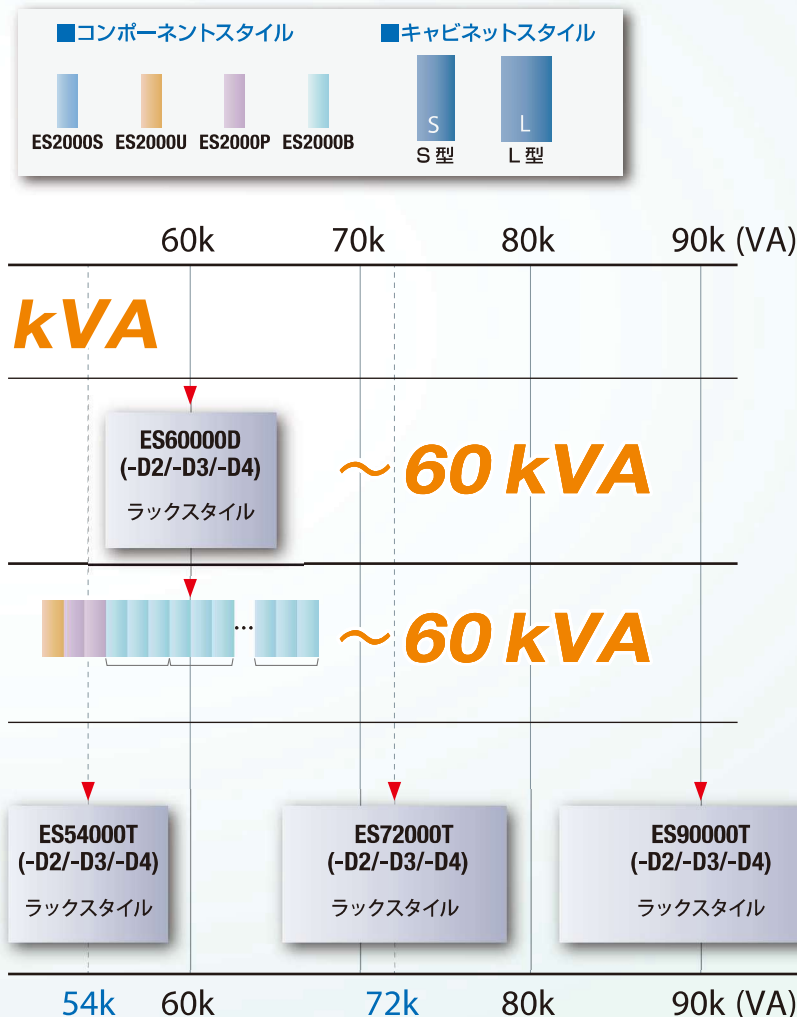 ■コンポーネントスタイル
■キャビネットスタイル
ES2000S ES2000U ES2000P ES2000B
S L
S型 L型
60k 70k 80k 90k (VA)
kVA
ES60000D
(-D2/-D3/-D4)
ラックスタイル
～60 kVA
...
～60 kVA
ES54000T
(-D2/-D3/-D4)
ラックスタイル
ES72000T
(-D2/-D3/-D4)
ラックスタイル
ES90000T
(-D2/-D3/-D4)
ラックスタイル
54k 60k 72k 80k 90k (VA)